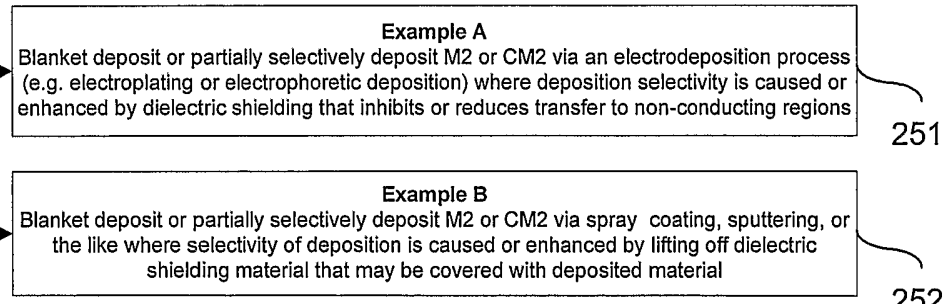 Example A
Blanket deposit or partially selectively deposit M2 or CM2 via an electrodeposition process
(e.g. electroplating or electrophoretic deposition) where deposition selectivity is caused or
enhanced by dielectric shielding that inhibits or reduces transfer to non-conducting regions
251
Example B
Blanket deposit or partially selectively deposit M2 or CM2 via spray coating, sputtering, or
the like where selectivity of deposition is caused or enhanced by lifting off dielectric
shielding material that may be covered with deposited material
252